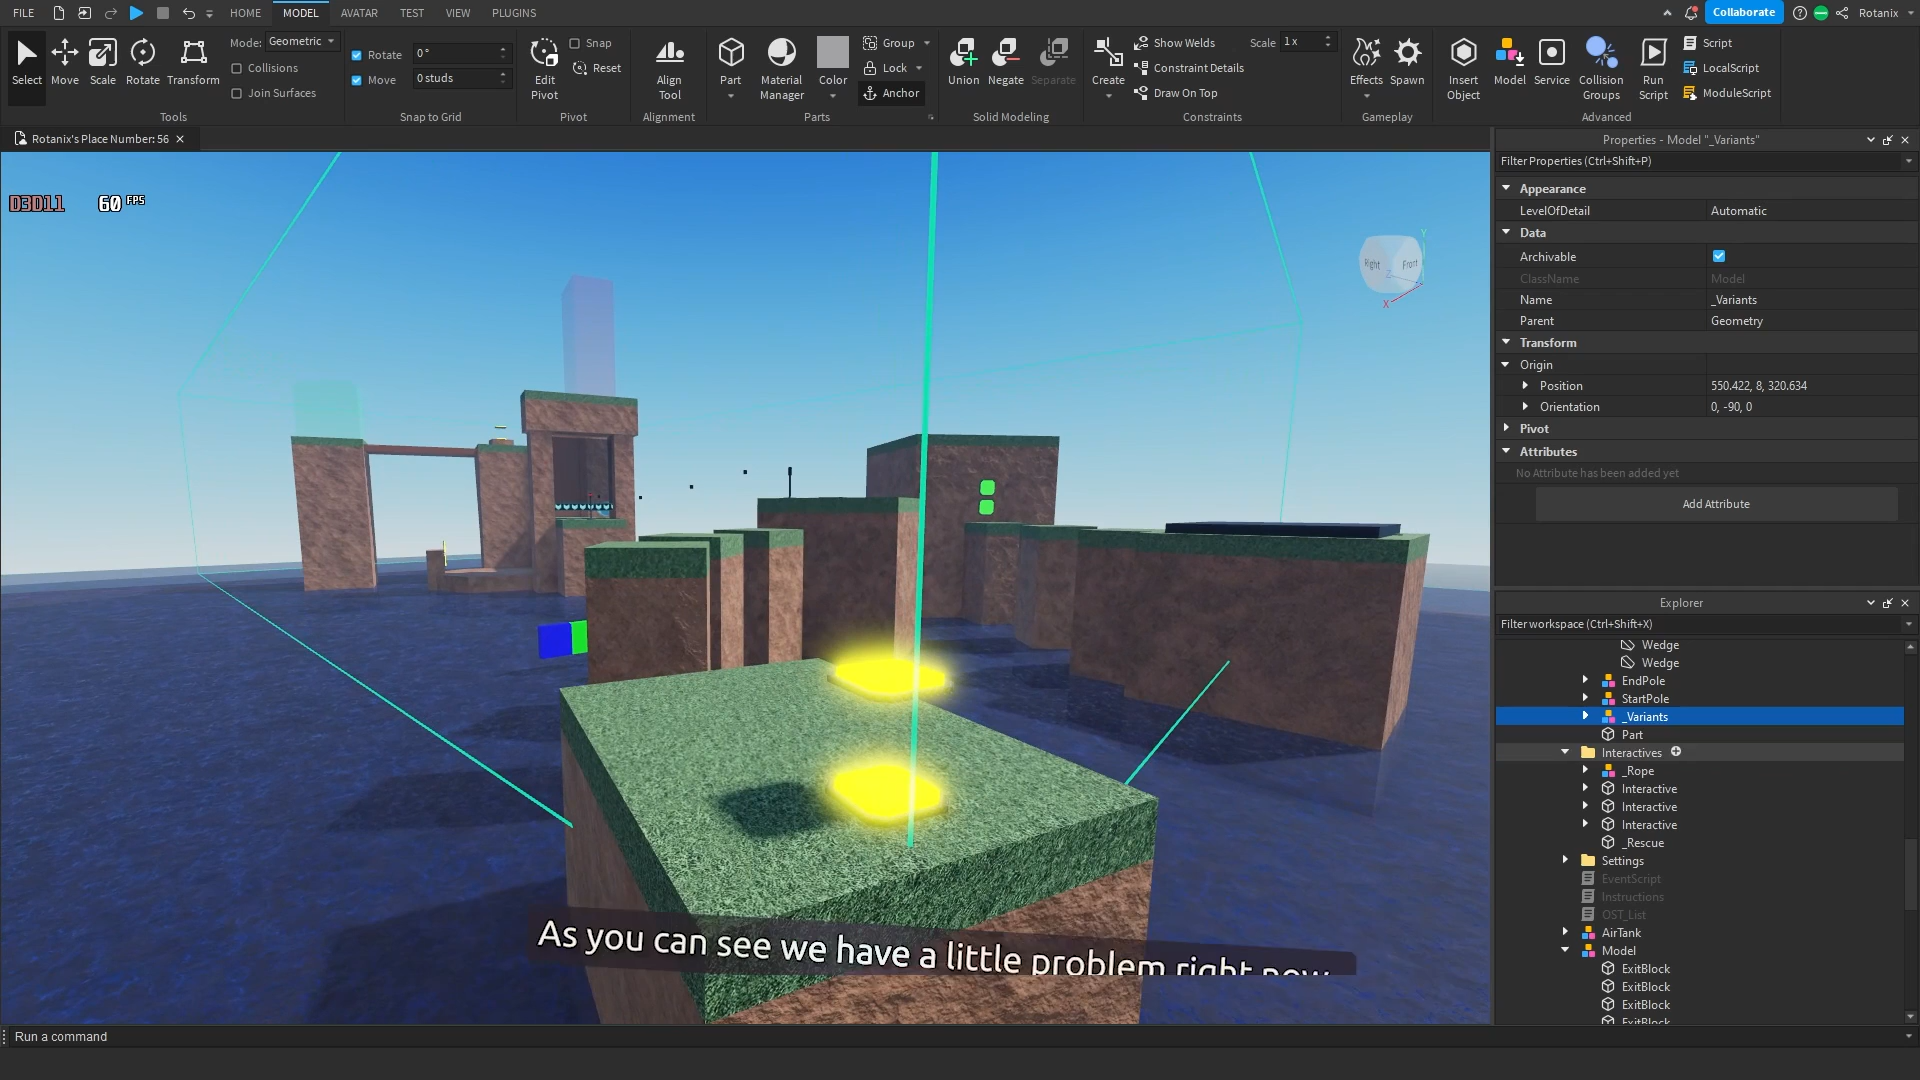 FILE HOME MODEL AVATAR TEST VIEW PLUGINS Collaborate Rotanix
Select Move Scale Rotate Transform
Mode: Geometric
Collisions
Join Surfaces
Tools
Rotate 0 °
Move 0 studs
Snap to Grid
Edit Pivot
Snap
Reset
Pivot
Align Tool
Alignment
Part
Material Manager
Color
Group
Lock
Anchor
Parts
Union Negate Separate
Solid Modeling
Create
Show Welds Scale 1 x
Constraint Details
Draw On Top
Constraints
Effects Spawn
Gameplay
Insert Object
Model
Service
Collision Groups
Run Script
Script
LocalScript
ModuleScript
Advanced
Rotanix's Place Number: 56
D3D11 60 FPS
Right Front
Y
Z
X
As you can see we have a little problem right now
Properties - Model "_Variants"
Filter Properties (Ctrl+Shift+P)
Appearance
LevelOfDetail Automatic
Data
Archivable
ClassName Model
Name _Variants
Parent Geometry
Transform
Origin
Position 550.422, 8, 320.634
Orientation 0, -90, 0
Pivot
Attributes
No Attribute has been added yet
Add Attribute
Explorer
Filter workspace (Ctrl+Shift+X)
Wedge
Wedge
EndPole
StartPole
_Variants
Part
Interactives
_Rope
Interactive
Interactive
Interactive
_Rescue
Settings
EventScript
Instructions
OST_List
AirTank
Model
ExitBlock
ExitBlock
ExitBlock
ExitBlock
Run a command